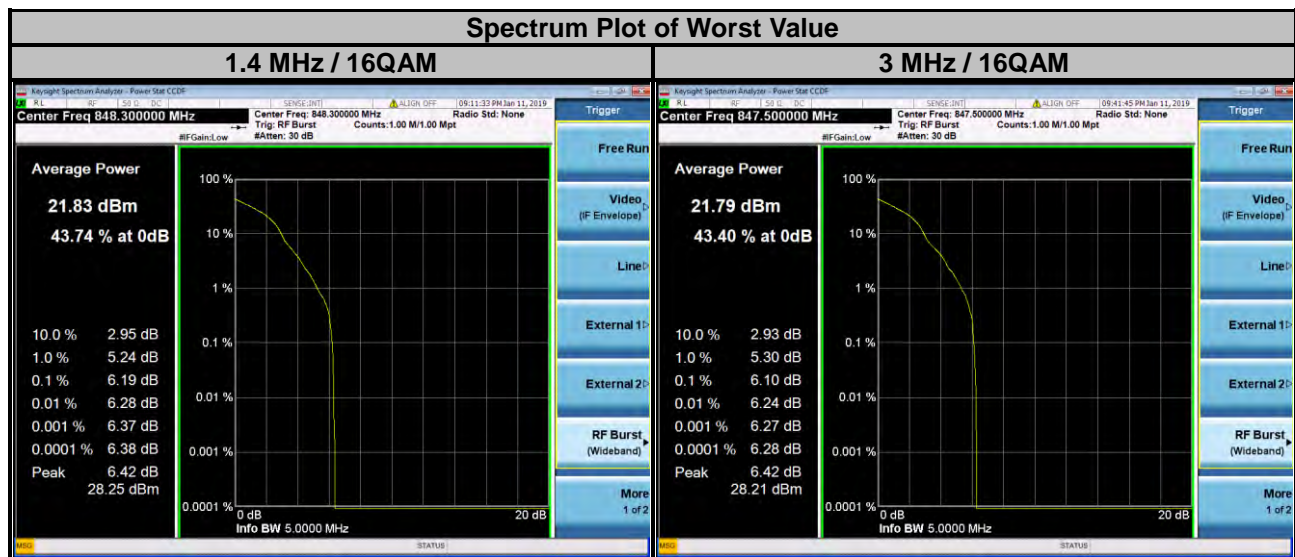 Spectrum Plot of Worst Value
1.4 MHz / 16QAM
3 MHz / 16QAM
Keysight Spectrum Analyzer - Power Stat CCDF
RL RF 50 Ω DC SENSE:INT ALIGN OFF 09:11:33 PM Jan 11, 2019
Center Freq 848.300000 MHz
Center Freq: 848.300000 MHz Radio Std: None
Trig: RF Burst Counts:1.00 M/1.00 Mpt
#IFGain:Low #Atten: 30 dB
Average Power
21.83 dBm
43.74 % at 0dB
10.0 % 2.95 dB
1.0 % 5.24 dB
0.1 % 6.19 dB
0.01 % 6.28 dB
0.001 % 6.37 dB
0.0001 % 6.38 dB
Peak 6.42 dB
28.25 dBm
100 %
10 %
1 %
0.1 %
0.01 %
0.001 %
0.0001 %
0 dB 20 dB
Info BW 5.0000 MHz
Trigger
Free Run
Video
(IF Envelope)
Line
External 1
External 2
RF Burst
(Wideband)
More
1 of 2
MSG STATUS
Keysight Spectrum Analyzer - Power Stat CCDF
RL RF 50 Ω DC SENSE:INT ALIGN OFF 09:41:45 PM Jan 11, 2019
Center Freq 847.500000 MHz
Center Freq: 847.500000 MHz Radio Std: None
Trig: RF Burst Counts:1.00 M/1.00 Mpt
#IFGain:Low #Atten: 30 dB
Average Power
21.79 dBm
43.40 % at 0dB
10.0 % 2.93 dB
1.0 % 5.30 dB
0.1 % 6.10 dB
0.01 % 6.24 dB
0.001 % 6.27 dB
0.0001 % 6.28 dB
Peak 6.42 dB
28.21 dBm
100 %
10 %
1 %
0.1 %
0.01 %
0.001 %
0.0001 %
0 dB 20 dB
Info BW 5.0000 MHz
Trigger
Free Run
Video
(IF Envelope)
Line
External 1
External 2
RF Burst
(Wideband)
More
1 of 2
MSG STATUS